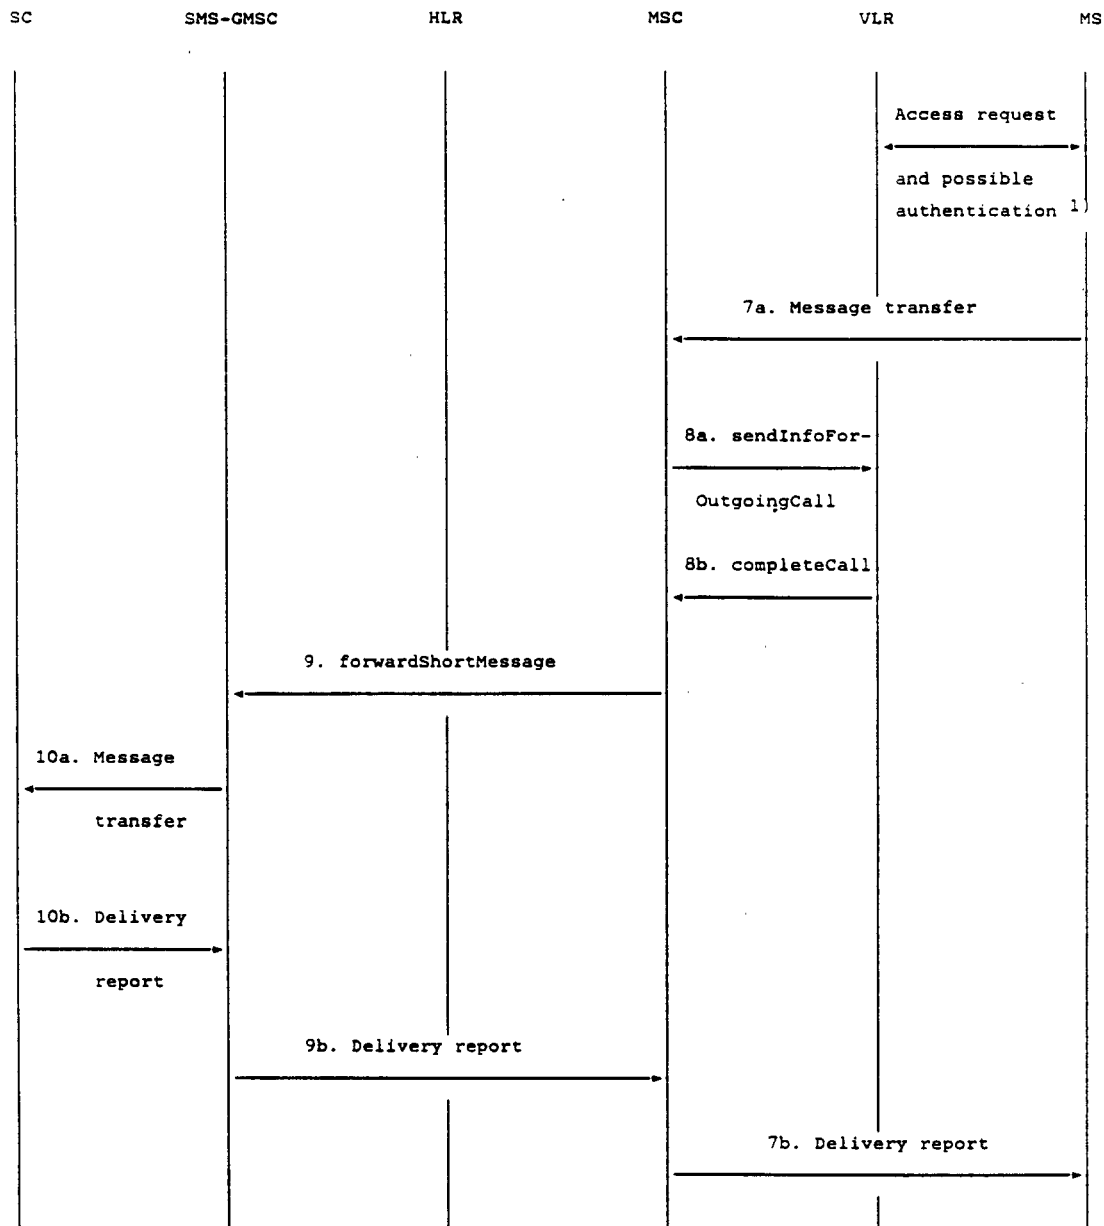 SC SMS-GMSC HLR MSC VLR MS
Access request
and possible
authentication 1)
7a. Message transfer
8a. sendInfoFor-
OutgoingCall
8b. completeCall
9. forwardShortMessage
10a. Message
transfer
10b. Delivery
report
9b. Delivery report
7b. Delivery report